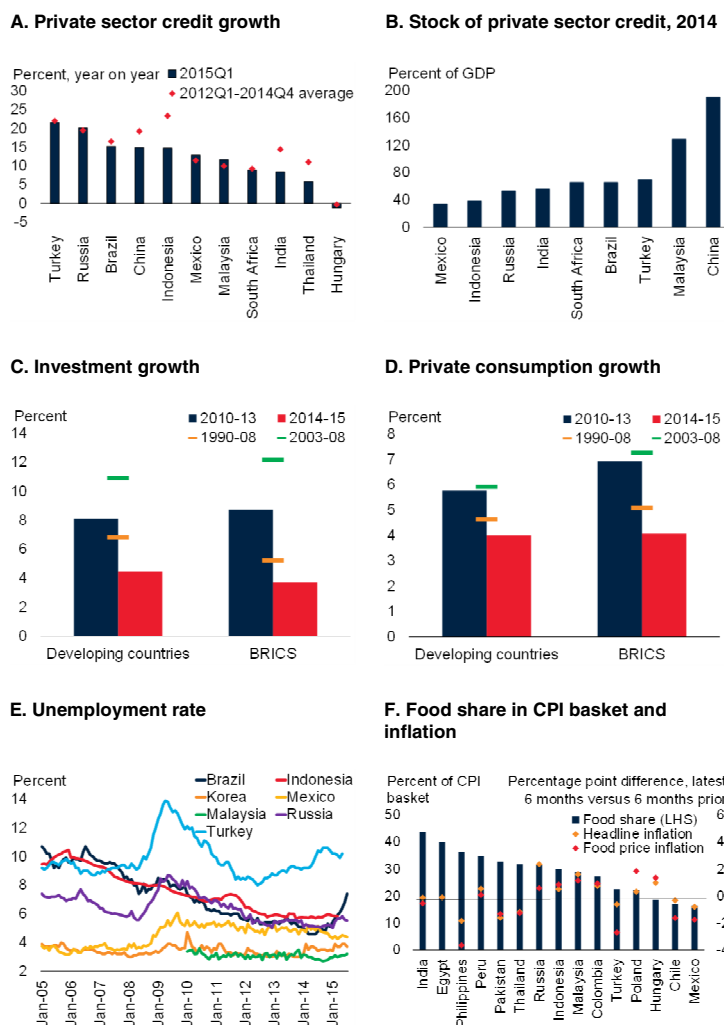 A. Private sector credit growth
Percent, year on year
2015Q1
2012Q1-2014Q4 average
30
25
20
15
10
5
0
-5
Turkey
Russia
Brazil
China
Indonesia
Mexico
Malaysia
South Africa
India
Thailand
Hungary
B. Stock of private sector credit, 2014
Percent of GDP
200
160
120
80
40
0
Mexico
Indonesia
Russia
India
South Africa
Brazil
Turkey
Malaysia
China
C. Investment growth
Percent
2010-13
2014-15
1990-08
2003-08
14
12
10
8
6
4
2
0
Developing countries
BRICS
D. Private consumption growth
Percent
2010-13
2014-15
1990-08
2003-08
8
7
6
5
4
3
2
1
0
Developing countries
BRICS
E. Unemployment rate
Percent
Brazil
Indonesia
Korea
Mexico
Malaysia
Russia
Turkey
14
12
10
8
6
4
2
Jan-05
Jan-06
Jan-07
Jan-08
Jan-09
Jan-10
Jan-11
Jan-12
Jan-13
Jan-14
Jan-15
F. Food share in CPI basket and
inflation
Percent of CPI
basket
Percentage point difference, latest
6 months versus 6 months prior
Food share (LHS)
Headline inflation
Food price inflation
50
40
30
20
10
0
6
4
2
0
-2
-4
India
Egypt
Philippines
Peru
Pakistan
Thailand
Russia
Indonesia
Malaysia
Colombia
Turkey
Poland
Hungary
Chile
Mexico